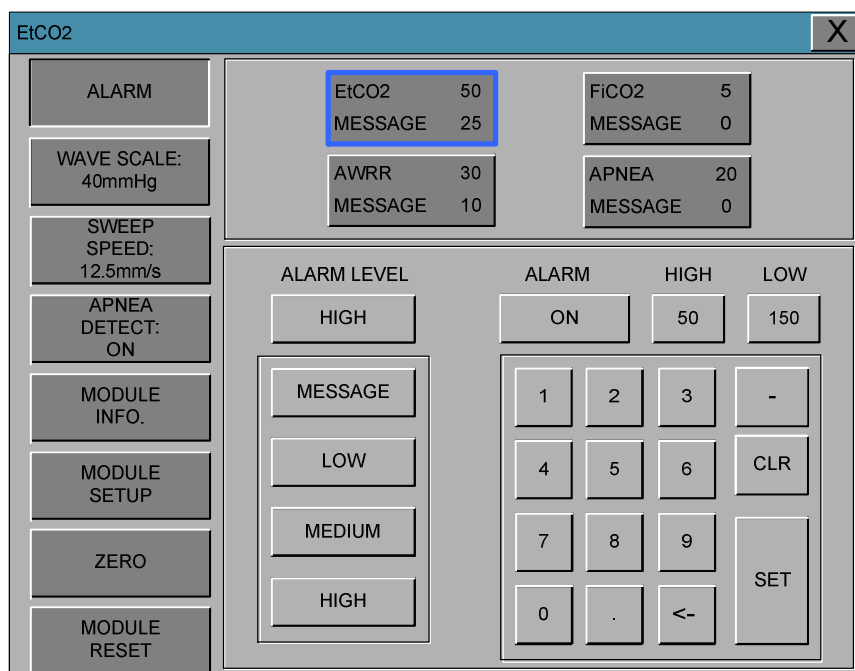 EtCO2
X
ALARM
WAVE SCALE:
40mmHg
SWEEP
SPEED:
12.5mm/s
APNEA
DETECT:
ON
MODULE
INFO.
MODULE
SETUP
ZERO
MODULE
RESET
EtCO2 50
MESSAGE 25
FiCO2 5
MESSAGE 0
AWRR 30
MESSAGE 10
APNEA 20
MESSAGE 0
ALARM LEVEL
HIGH
MESSAGE
LOW
MEDIUM
HIGH
ALARM HIGH LOW
ON 50 150
1 2 3 -
4 5 6 CLR
7 8 9
SET
0 . <-